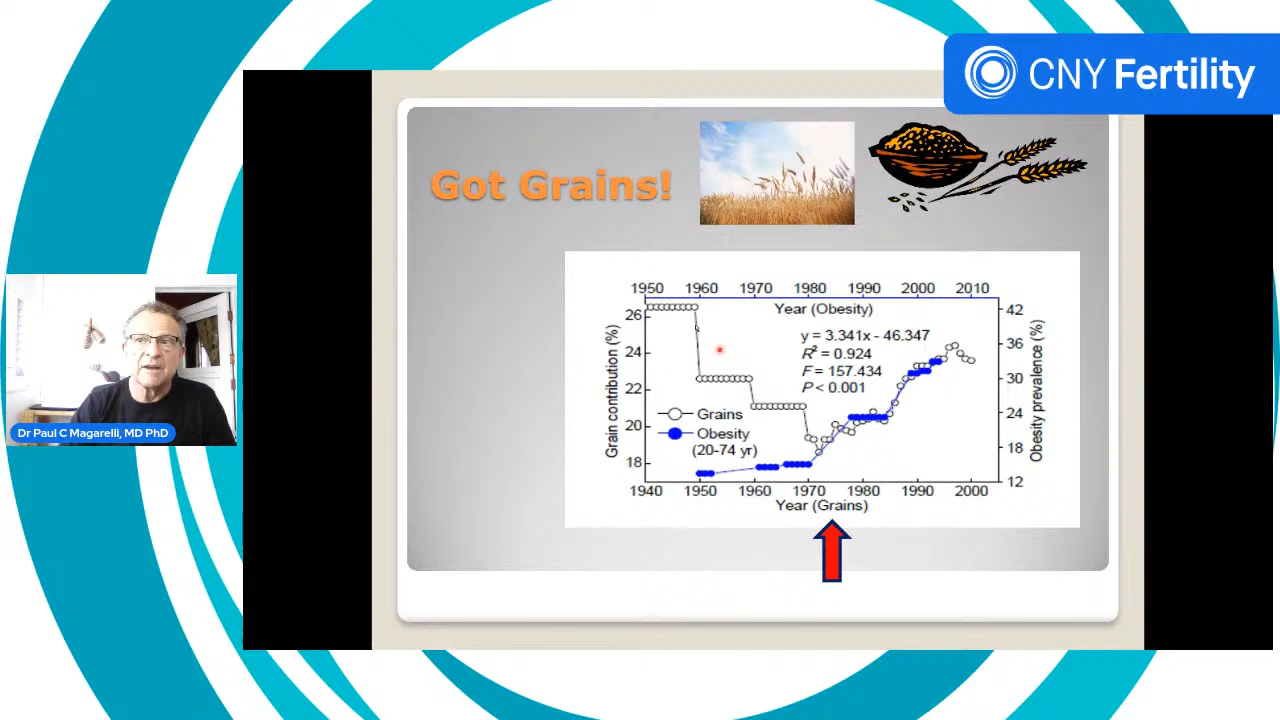 CNY Fertility
Got Grains!
1950 1960 1970 1980 1990 2000 2010
Year (Obesity)
26
24
22
20
18
Grain contribution (%)
42
36
30
24
18
12
Obesity prevalence (%)
y = 3.341x - 46.347
R² = 0.924
F = 157.434
P < 0.001
Grains
Obesity
(20-74 yr)
1940 1950 1960 1970 1980 1990 2000
Year (Grains)
Dr Paul C Magarelli, MD PhD